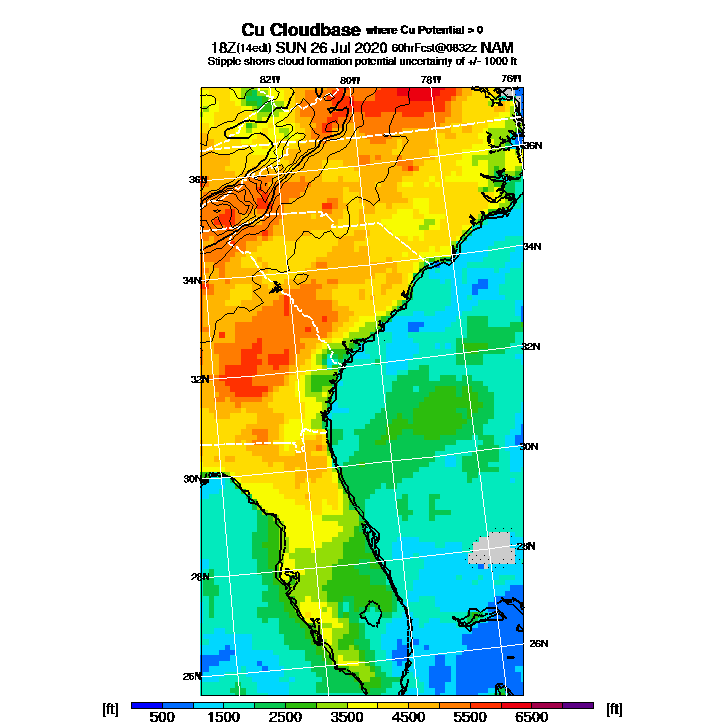 Cu Cloudbase where Cu Potential > 0
18Z(14edt) SUN 26 Jul 2020 60hrFcst@0832z NAM
Stipple shows cloud formation potential uncertainty of +/- 1000 ft
82W 80W 78W 76W
36N
36N
34N
34N
32N
32N
30N
30N
28N
28N
26N
26N
[ft] 500 1500 2500 3500 4500 5500 6500 [ft]